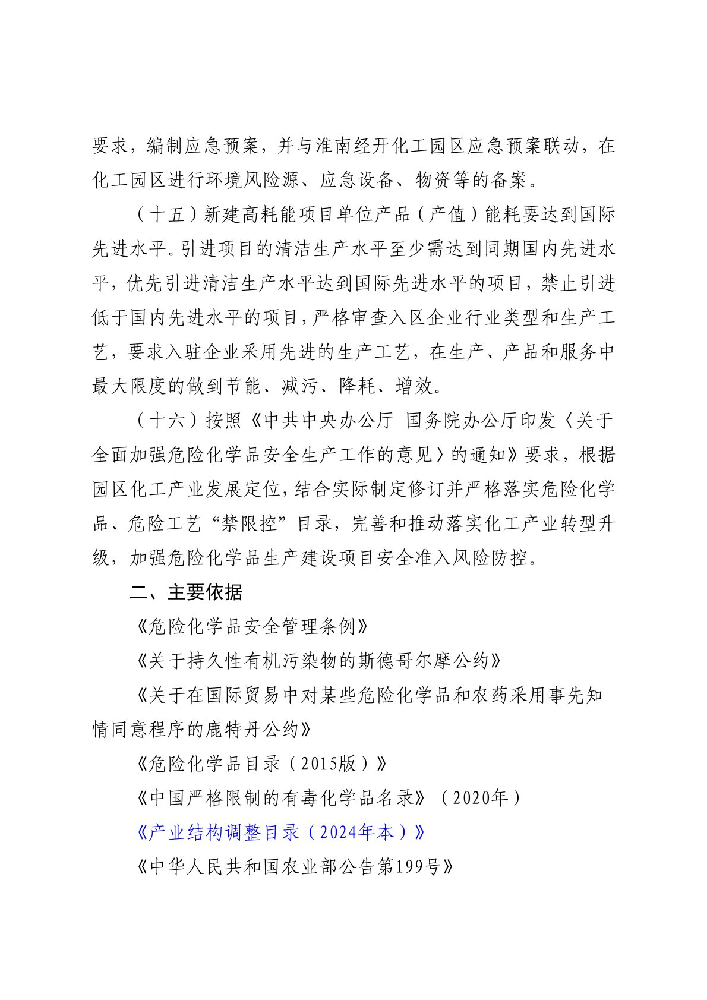 要求，编制应急预案，并与淮南经开化工园区应急预案联动，在
化工园区进行环境风险源、应急设备、物资等的备案。
（十五）新建高耗能项目单位产品（产值）能耗要达到国际
先进水平。引进项目的清洁生产水平至少需达到同期国内先进水
平，优先引进清洁生产水平达到国际先进水平的项目，禁止引进
低于国内先进水平的项目，严格审查入区企业行业类型和生产工
艺，要求入驻企业采用先进的生产工艺，在生产、产品和服务中
最大限度的做到节能、减污、降耗、增效。
（十六）按照《中共中央办公厅 国务院办公厅印发〈关于
全面加强危险化学品安全生产工作的意见〉的通知》要求，根据
园区化工产业发展定位，结合实际制定修订并严格落实危险化学
品、危险工艺“禁限控”目录，完善和推动落实化工产业转型升
级，加强危险化学品生产建设项目安全准入风险防控。
二、主要依据
《危险化学品安全管理条例》
《关于持久性有机污染物的斯德哥尔摩公约》
《关于在国际贸易中对某些危险化学品和农药采用事先知
情同意程序的鹿特丹公约》
《危险化学品目录（2015版）》
《中国严格限制的有毒化学品名录》（2020年）
《产业结构调整目录（2024年本）》
《中华人民共和国农业部公告第199号》